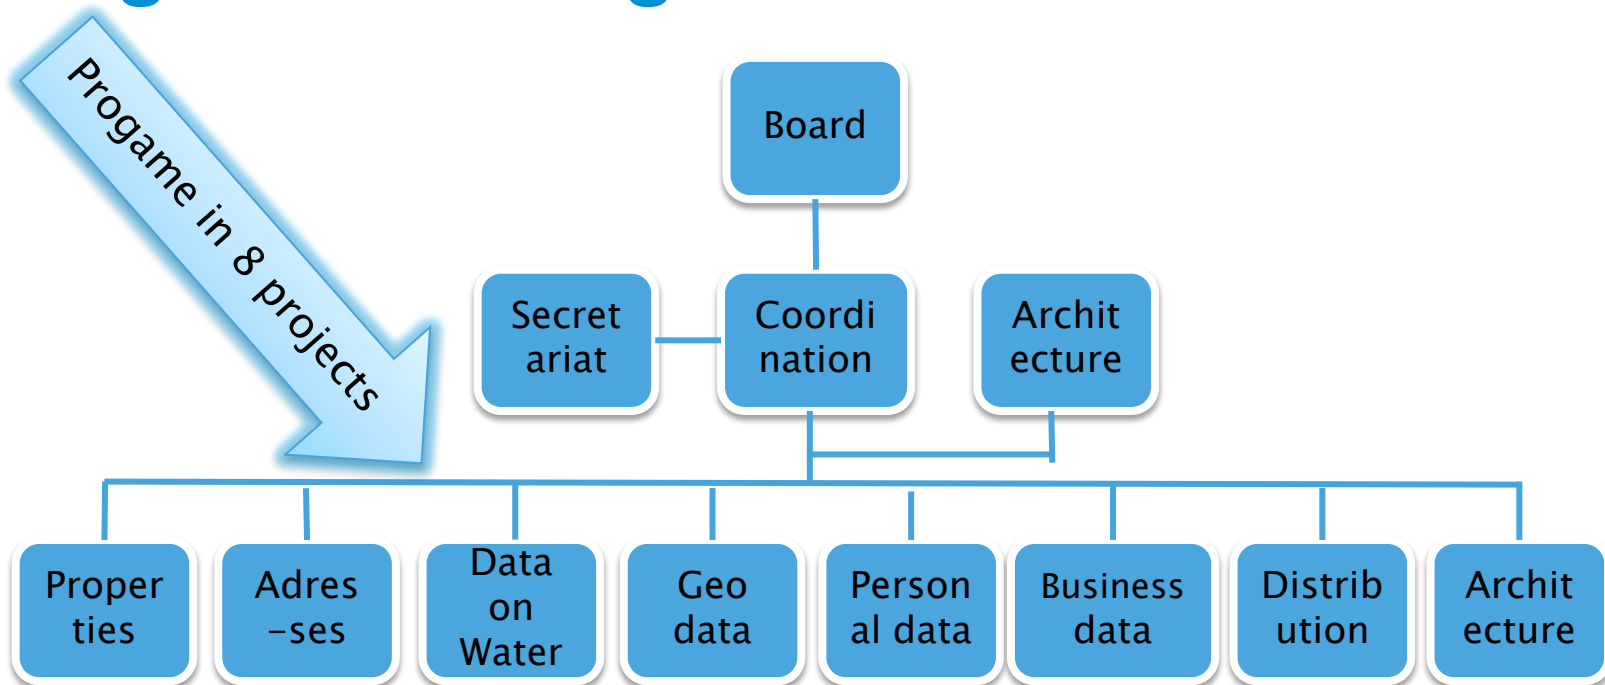 Progame in 8 projects
Board
Secret
ariat
Coordi
nation
Archit
ecture
Proper
ties
Adres
-ses
Data
on
Water
Geo
data
Person
al data
Business
data
Distrib
ution
Archit
ecture